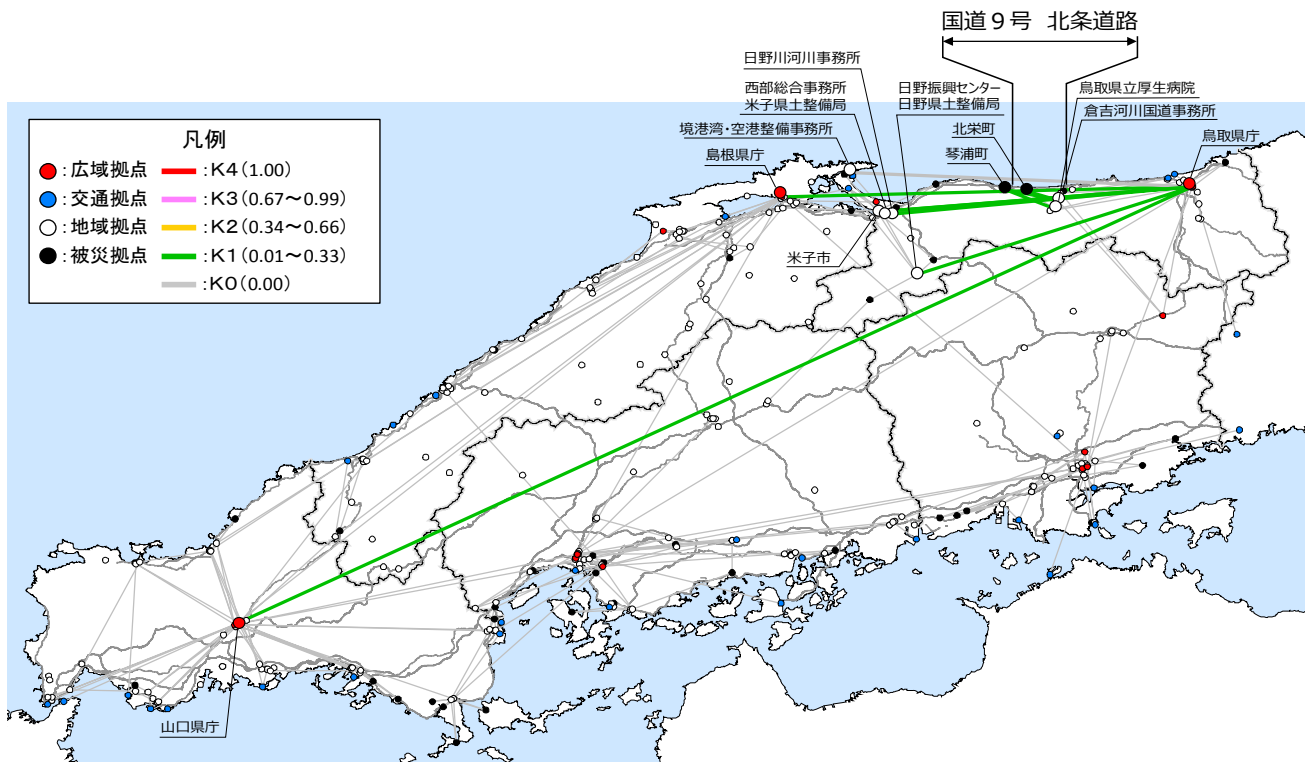 国道９号 北条道路
日野川河川事務所
西部総合事務所
米子県土整備局
境港湾・空港整備事務所
島根県庁
日野振興センター
日野県土整備局
北栄町
琴浦町
鳥取県立厚生病院
倉吉河川国道事務所
鳥取県庁
凡例
：広域拠点 ：K4(1.00)
：交通拠点 ：K3(0.67～0.99)
：地域拠点 ：K2(0.34～0.66)
：被災拠点 ：K1(0.01～0.33)
：K0(0.00)
米子市
山口県庁